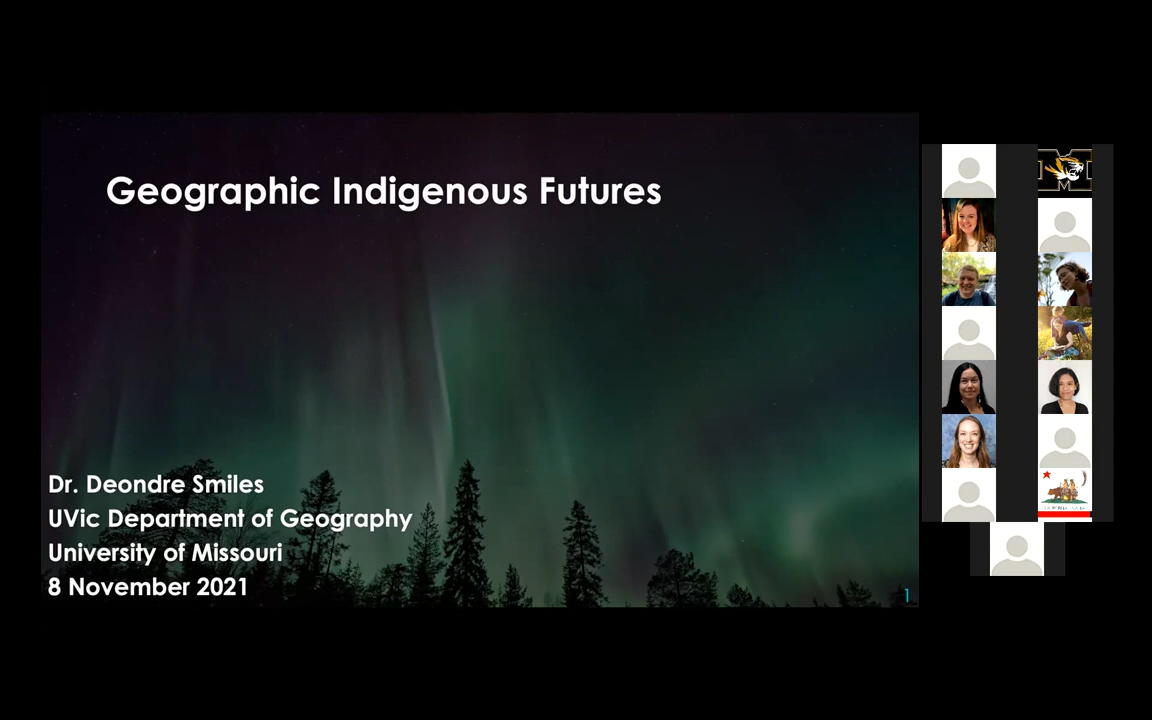 Geographic Indigenous Futures
Dr. Deondre Smiles
UVic Department of Geography
University of Missouri
8 November 2021
1
M